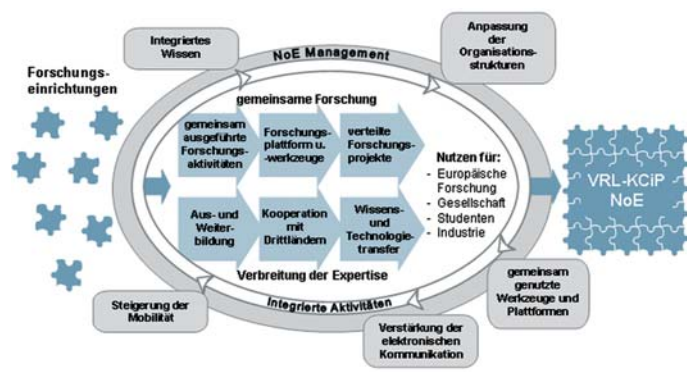 Integriertes
Wissen
NoE Management
Anpassung
der
Organisations-
strukturen
Forschungs-
einrichtungen
gemeinsame Forschung
gemeinsam
ausgeführte
Forschungs-
aktivitäten
Forschungs-
plattform u.
-werkzeuge
verteilte
Forschungs-
projekte
Nutzen für:
- Europäische
Forschung
- Gesellschaft
- Studenten
- Industrie
VRL-KCiP
NoE
Aus- und
Weiter-
bildung
Kooperation
mit
Drittländern
Wissens-
und
Technologie-
transfer
Verbreitung der Expertise
Integrierte Aktivitäten
Steigerung der
Mobilität
Verstärkung der
elektronischen
Kommunikation
gemeinsam
genutzte
Werkzeuge und
Plattformen